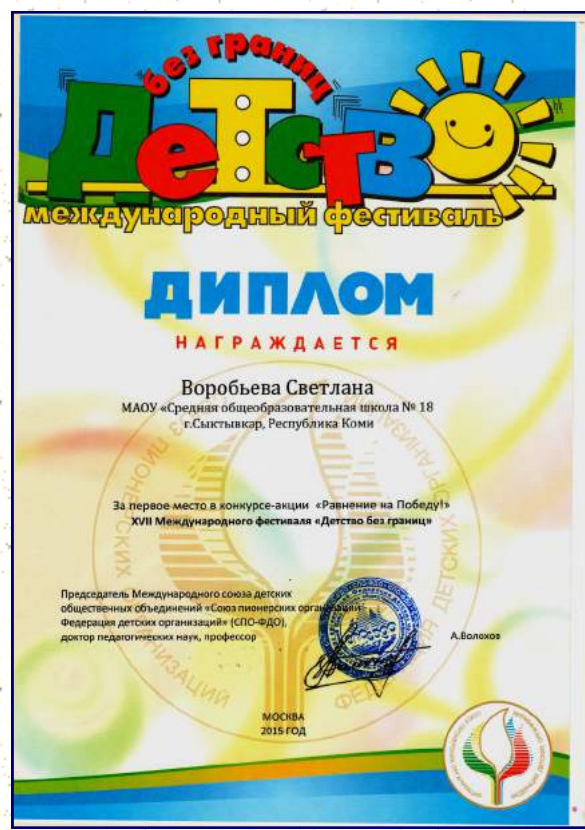 без границ
Детство
международный фестиваль
ДИПЛОМ
НАГРАЖДАЕТСЯ
Воробьева Светлана
МАОУ «Средняя общеобразовательная школа № 18
г.Сыктывкар, Республика Коми
За первое место в конкурсе-акции «Равнение на Победу!»
XVII Международного фестиваля «Детство без границ»
Председатель Международного союза детских
общественных объединений «Союз пионерских организаций-
Федерация детских организаций» (СПО-ФДО),
доктор педагогических наук, профессор
А.Волохов
МОСКВА
2015 ГОД